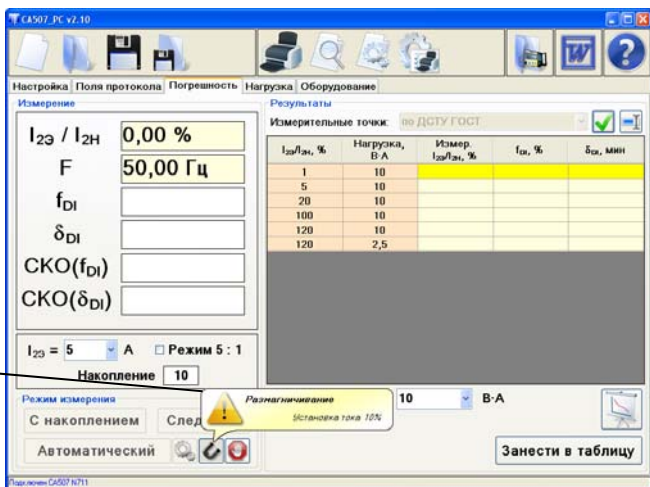 CA507_PC v2.10
Настройка Поля протокола Погрешность Нагрузка Оборудование
Измерение
I2Э / I2Н 0,00 %
F 50,00 Гц
fDI
δDI
СКО(fDI)
СКО(δDI)
I2Э = 5 А Режим 5 : 1
Накопление 10
Режим измерения
С накоплением След
Автоматический
Результаты
Измерительные точки: по ДСТУ ГОСТ
I2Э/I2Н, % Нагрузка, В·А Измер. I2Э/I2Н, % fDI, % δDI, мин
1 10
5 10
20 10
100 10
120 10
120 2,5
Размагничивание
Установка тока 10%
10 В·А
Занести в таблицу
Подключен CA507 N711
W
?